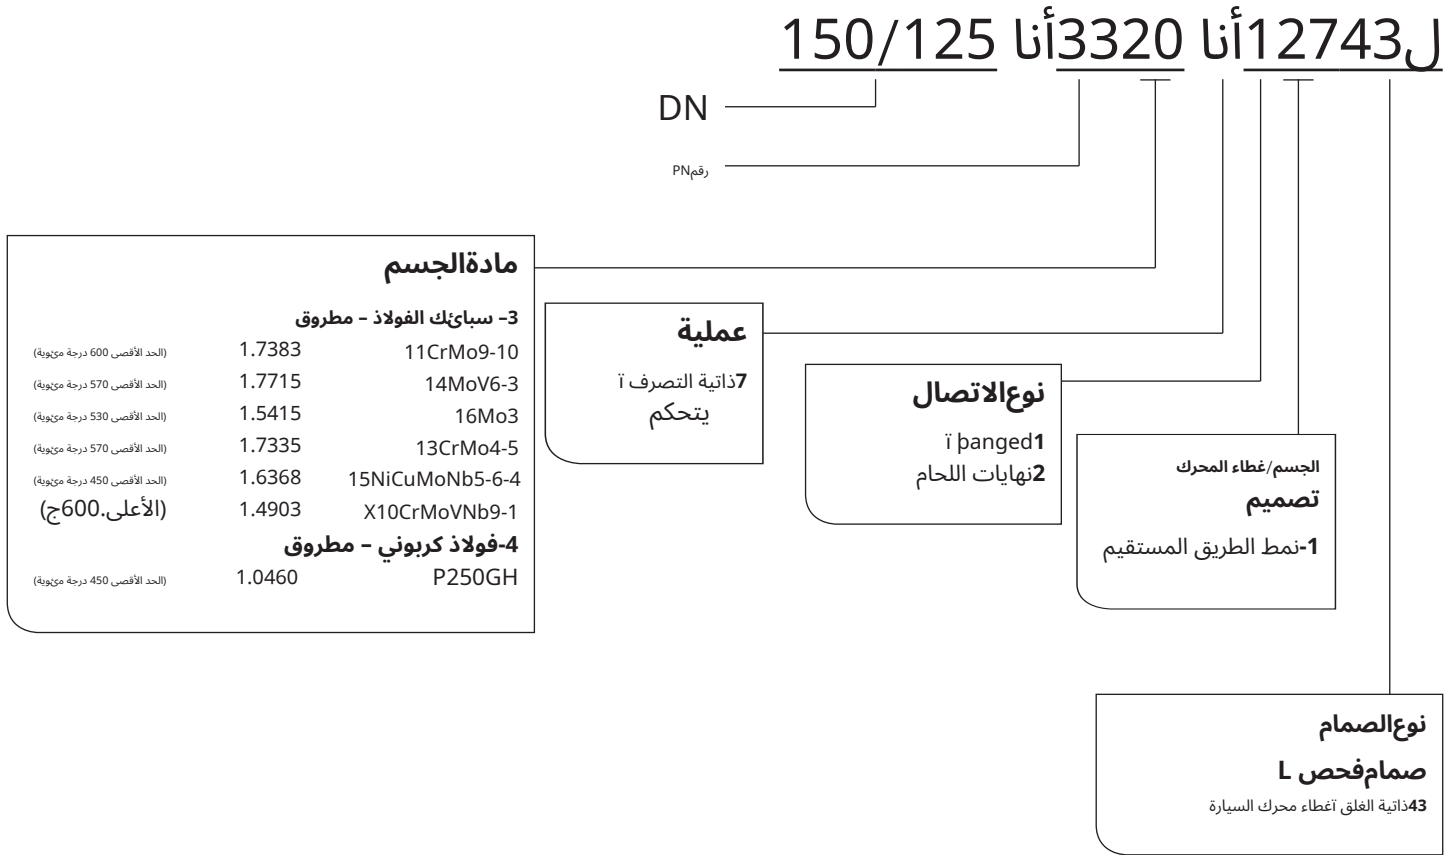 ل43127أنا 3320أنا 150/125
DN
رقمPN
مادةالجسم
3– سبائك الفولاذ – مطروق
11CrMo9-10 1.7383 (الحد الأقصى 600 درجة مئوية)
14MoV6-3 1.7715 (الحد الأقصى 570 درجة مئوية)
16Mo3 1.5415 (الحد الأقصى 530 درجة مئوية)
13CrMo4-5 1.7335 (الحد الأقصى 570 درجة مئوية)
15NiCuMoNb5-6-4 1.6368 (الحد الأقصى 450 درجة مئوية)
X10CrMoVNb9-1 1.4903 (الأعلى.600ج)
4-فولاذ كربوني – مطروق
P250GH 1.0460 (الحد الأقصى 450 درجة مئوية)
عملية
7ذاتية التصرف ï
يتحكم
نوعالاتصال
1ï þanged
2نهايات اللحام
الجسم/غطاء المحرك
تصميم
1-نمط الطريق المستقيم
نوعالصمام
صمامفحص L
43ذاتية الغلق ïغطاء محرك السيارة